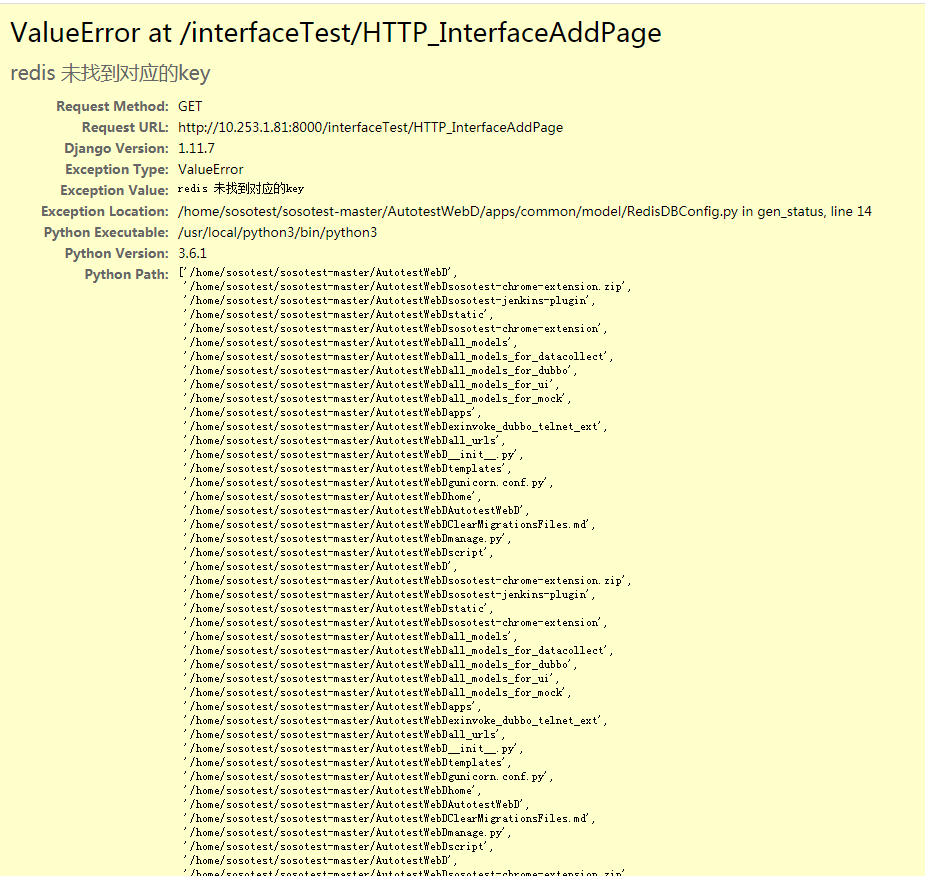 ValueError at /interfaceTest/HTTP_InterfaceAddPage
redis 未找到对应的key
Request Method: GET
Request URL: http://10.253.1.81:8000/interfaceTest/HTTP_InterfaceAddPage
Django Version: 1.11.7
Exception Type: ValueError
Exception Value: redis 未找到对应的key
Exception Location: /home/sosotest/sosotest-master/AutotestWebD/apps/common/model/RedisDBConfig.py in gen_status, line 14
Python Executable: /usr/local/python3/bin/python3
Python Version: 3.6.1
Python Path: ['/home/sosotest/sosotest-master/AutotestWebD',
'/home/sosotest/sosotest-master/AutotestWebDsosotest-chrome-extension.zip',
'/home/sosotest/sosotest-master/AutotestWebDsosotest-jenkins-plugin',
'/home/sosotest/sosotest-master/AutotestWebDstatic',
'/home/sosotest/sosotest-master/AutotestWebDsosotest-chrome-extension',
'/home/sosotest/sosotest-master/AutotestWebDall_models',
'/home/sosotest/sosotest-master/AutotestWebDall_models_for_datacollect',
'/home/sosotest/sosotest-master/AutotestWebDall_models_for_dubbo',
'/home/sosotest/sosotest-master/AutotestWebDall_models_for_ui',
'/home/sosotest/sosotest-master/AutotestWebDall_models_for_mock',
'/home/sosotest/sosotest-master/AutotestWebDapps',
'/home/sosotest/sosotest-master/AutotestWebDexinvoke_dubbo_telnet_ext',
'/home/sosotest/sosotest-master/AutotestWebDall_urls',
'/home/sosotest/sosotest-master/AutotestWebD__init__.py',
'/home/sosotest/sosotest-master/AutotestWebDtemplates',
'/home/sosotest/sosotest-master/AutotestWebDgunicorn.conf.py',
'/home/sosotest/sosotest-master/AutotestWebDhome',
'/home/sosotest/sosotest-master/AutotestWebDAutotestWebD',
'/home/sosotest/sosotest-master/AutotestWebDClearMigrationsFiles.md',
'/home/sosotest/sosotest-master/AutotestWebDmanage.py',
'/home/sosotest/sosotest-master/AutotestWebDscript',
'/home/sosotest/sosotest-master/AutotestWebD',
'/home/sosotest/sosotest-master/AutotestWebDsosotest-chrome-extension.zip',
'/home/sosotest/sosotest-master/AutotestWebDsosotest-jenkins-plugin',
'/home/sosotest/sosotest-master/AutotestWebDstatic',
'/home/sosotest/sosotest-master/AutotestWebDsosotest-chrome-extension',
'/home/sosotest/sosotest-master/AutotestWebDall_models',
'/home/sosotest/sosotest-master/AutotestWebDall_models_for_datacollect',
'/home/sosotest/sosotest-master/AutotestWebDall_models_for_dubbo',
'/home/sosotest/sosotest-master/AutotestWebDall_models_for_ui',
'/home/sosotest/sosotest-master/AutotestWebDall_models_for_mock',
'/home/sosotest/sosotest-master/AutotestWebDapps',
'/home/sosotest/sosotest-master/AutotestWebDexinvoke_dubbo_telnet_ext',
'/home/sosotest/sosotest-master/AutotestWebDall_urls',
'/home/sosotest/sosotest-master/AutotestWebD__init__.py',
'/home/sosotest/sosotest-master/AutotestWebDtemplates',
'/home/sosotest/sosotest-master/AutotestWebDgunicorn.conf.py',
'/home/sosotest/sosotest-master/AutotestWebDhome',
'/home/sosotest/sosotest-master/AutotestWebDAutotestWebD',
'/home/sosotest/sosotest-master/AutotestWebDClearMigrationsFiles.md',
'/home/sosotest/sosotest-master/AutotestWebDmanage.py',
'/home/sosotest/sosotest-master/AutotestWebDscript',
'/home/sosotest/sosotest-master/AutotestWebD',
'/home/sosotest/sosotest-master/AutotestWebDsosotest-chrome-extension.zip'